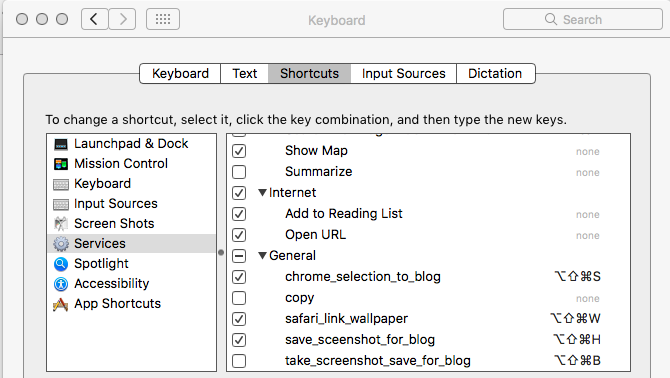 Keyboard
Search
Keyboard Text Shortcuts Input Sources Dictation
To change a shortcut, select it, click the key combination, and then type the new keys.
Launchpad & Dock
Mission Control
Keyboard
Input Sources
Screen Shots
Services
Spotlight
Accessibility
App Shortcuts
Show Map none
Summarize none
Internet
Add to Reading List none
Open URL none
General
chrome_selection_to_blog ⌥⇧⌘S
copy none
safari_link_wallpaper ⌥⇧⌘W
save_sceenshot_for_blog ⌥⇧⌘H
take_screenshot_save_for_blog ⌥⇧⌘B